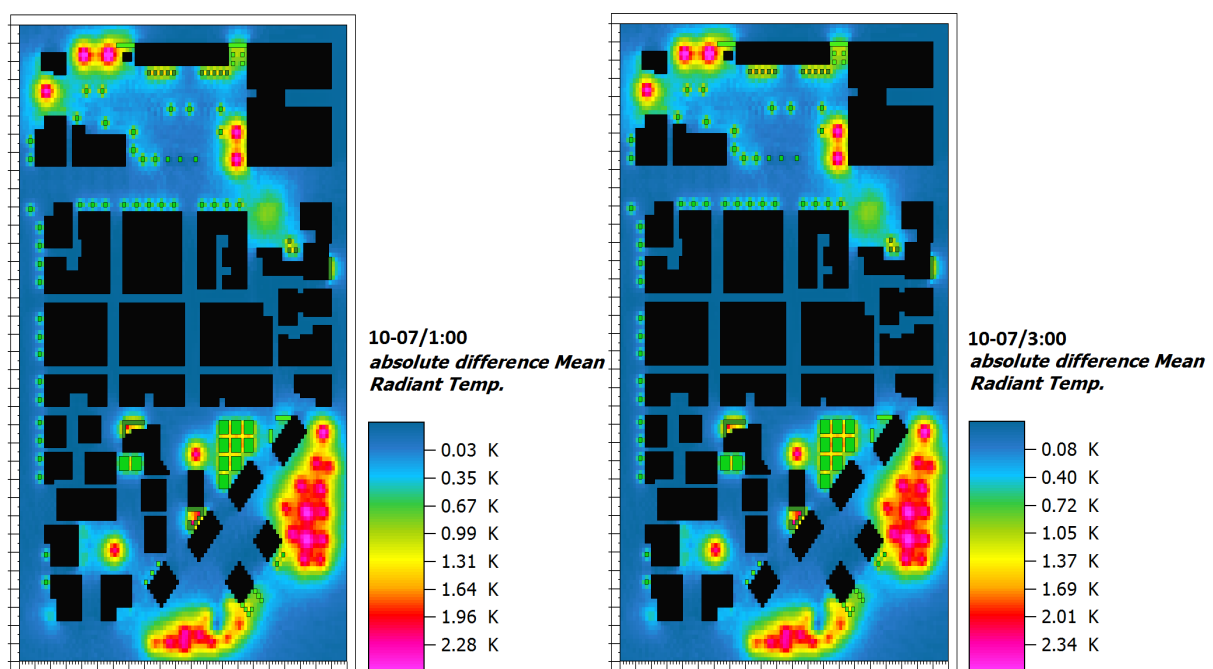 10-07/1:00
absolute difference Mean
Radiant Temp.
0.03 K
0.35 K
0.67 K
0.99 K
1.31 K
1.64 K
1.96 K
2.28 K
10-07/3:00
absolute difference Mean
Radiant Temp.
0.08 K
0.40 K
0.72 K
1.05 K
1.37 K
1.69 K
2.01 K
2.34 K